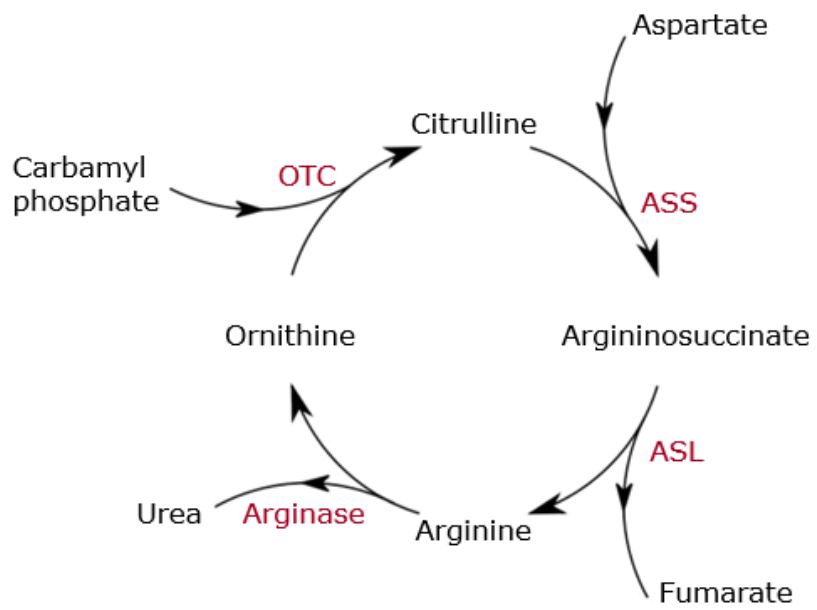 Aspartate
Citrulline
Carbamyl
phosphate
OTC
ASS
Ornithine
Argininosuccinate
ASL
Urea
Arginase
Arginine
Fumarate